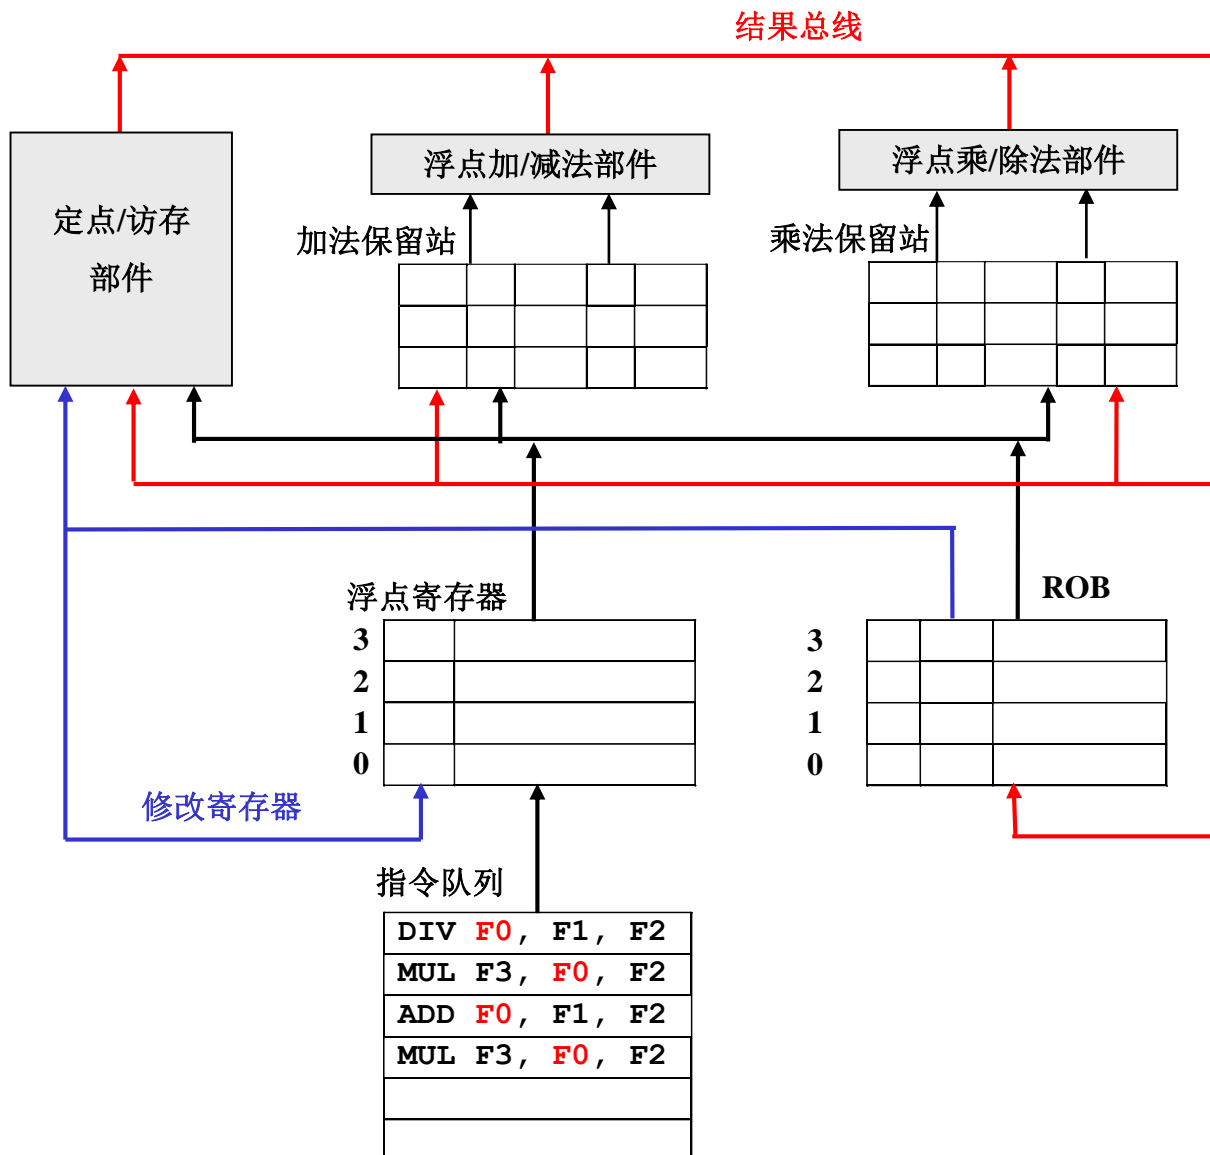 结果总线
浮点加/减法部件
浮点乘/除法部件
定点/访存
部件
加法保留站
乘法保留站
浮点寄存器
ROB
3
2
1
0
3
2
1
0
修改寄存器
指令队列
DIV F0, F1, F2
MUL F3, F0, F2
ADD F0, F1, F2
MUL F3, F0, F2